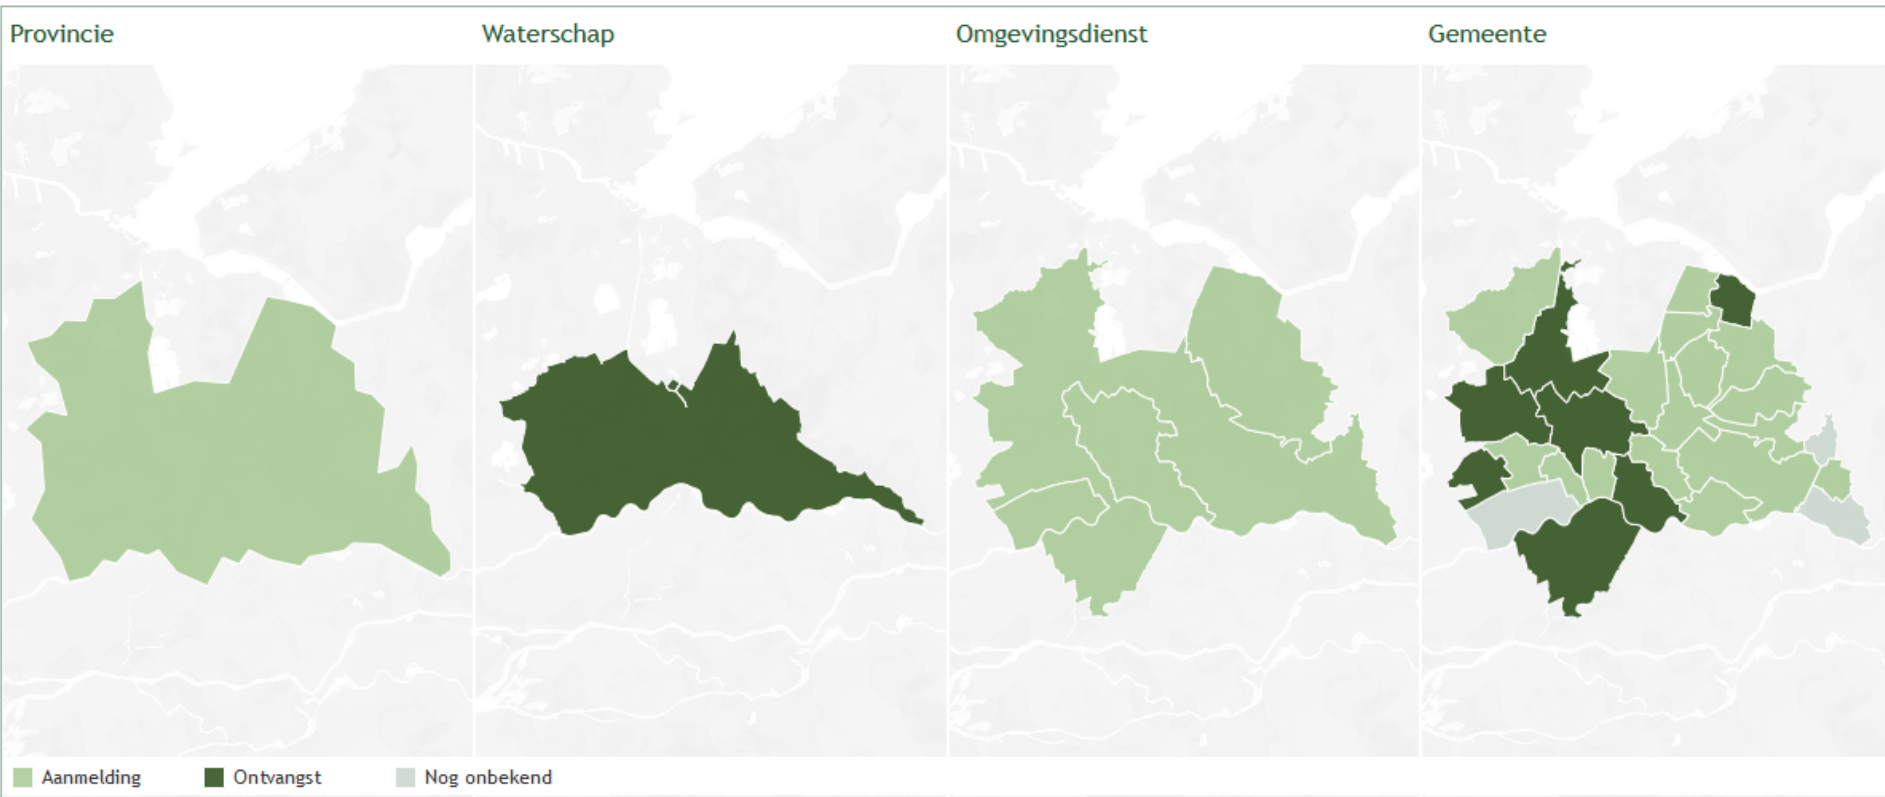 Provincie
Waterschap
Omgevingsdienst
Gemeente
Aanmelding
Ontvangst
Nog onbekend